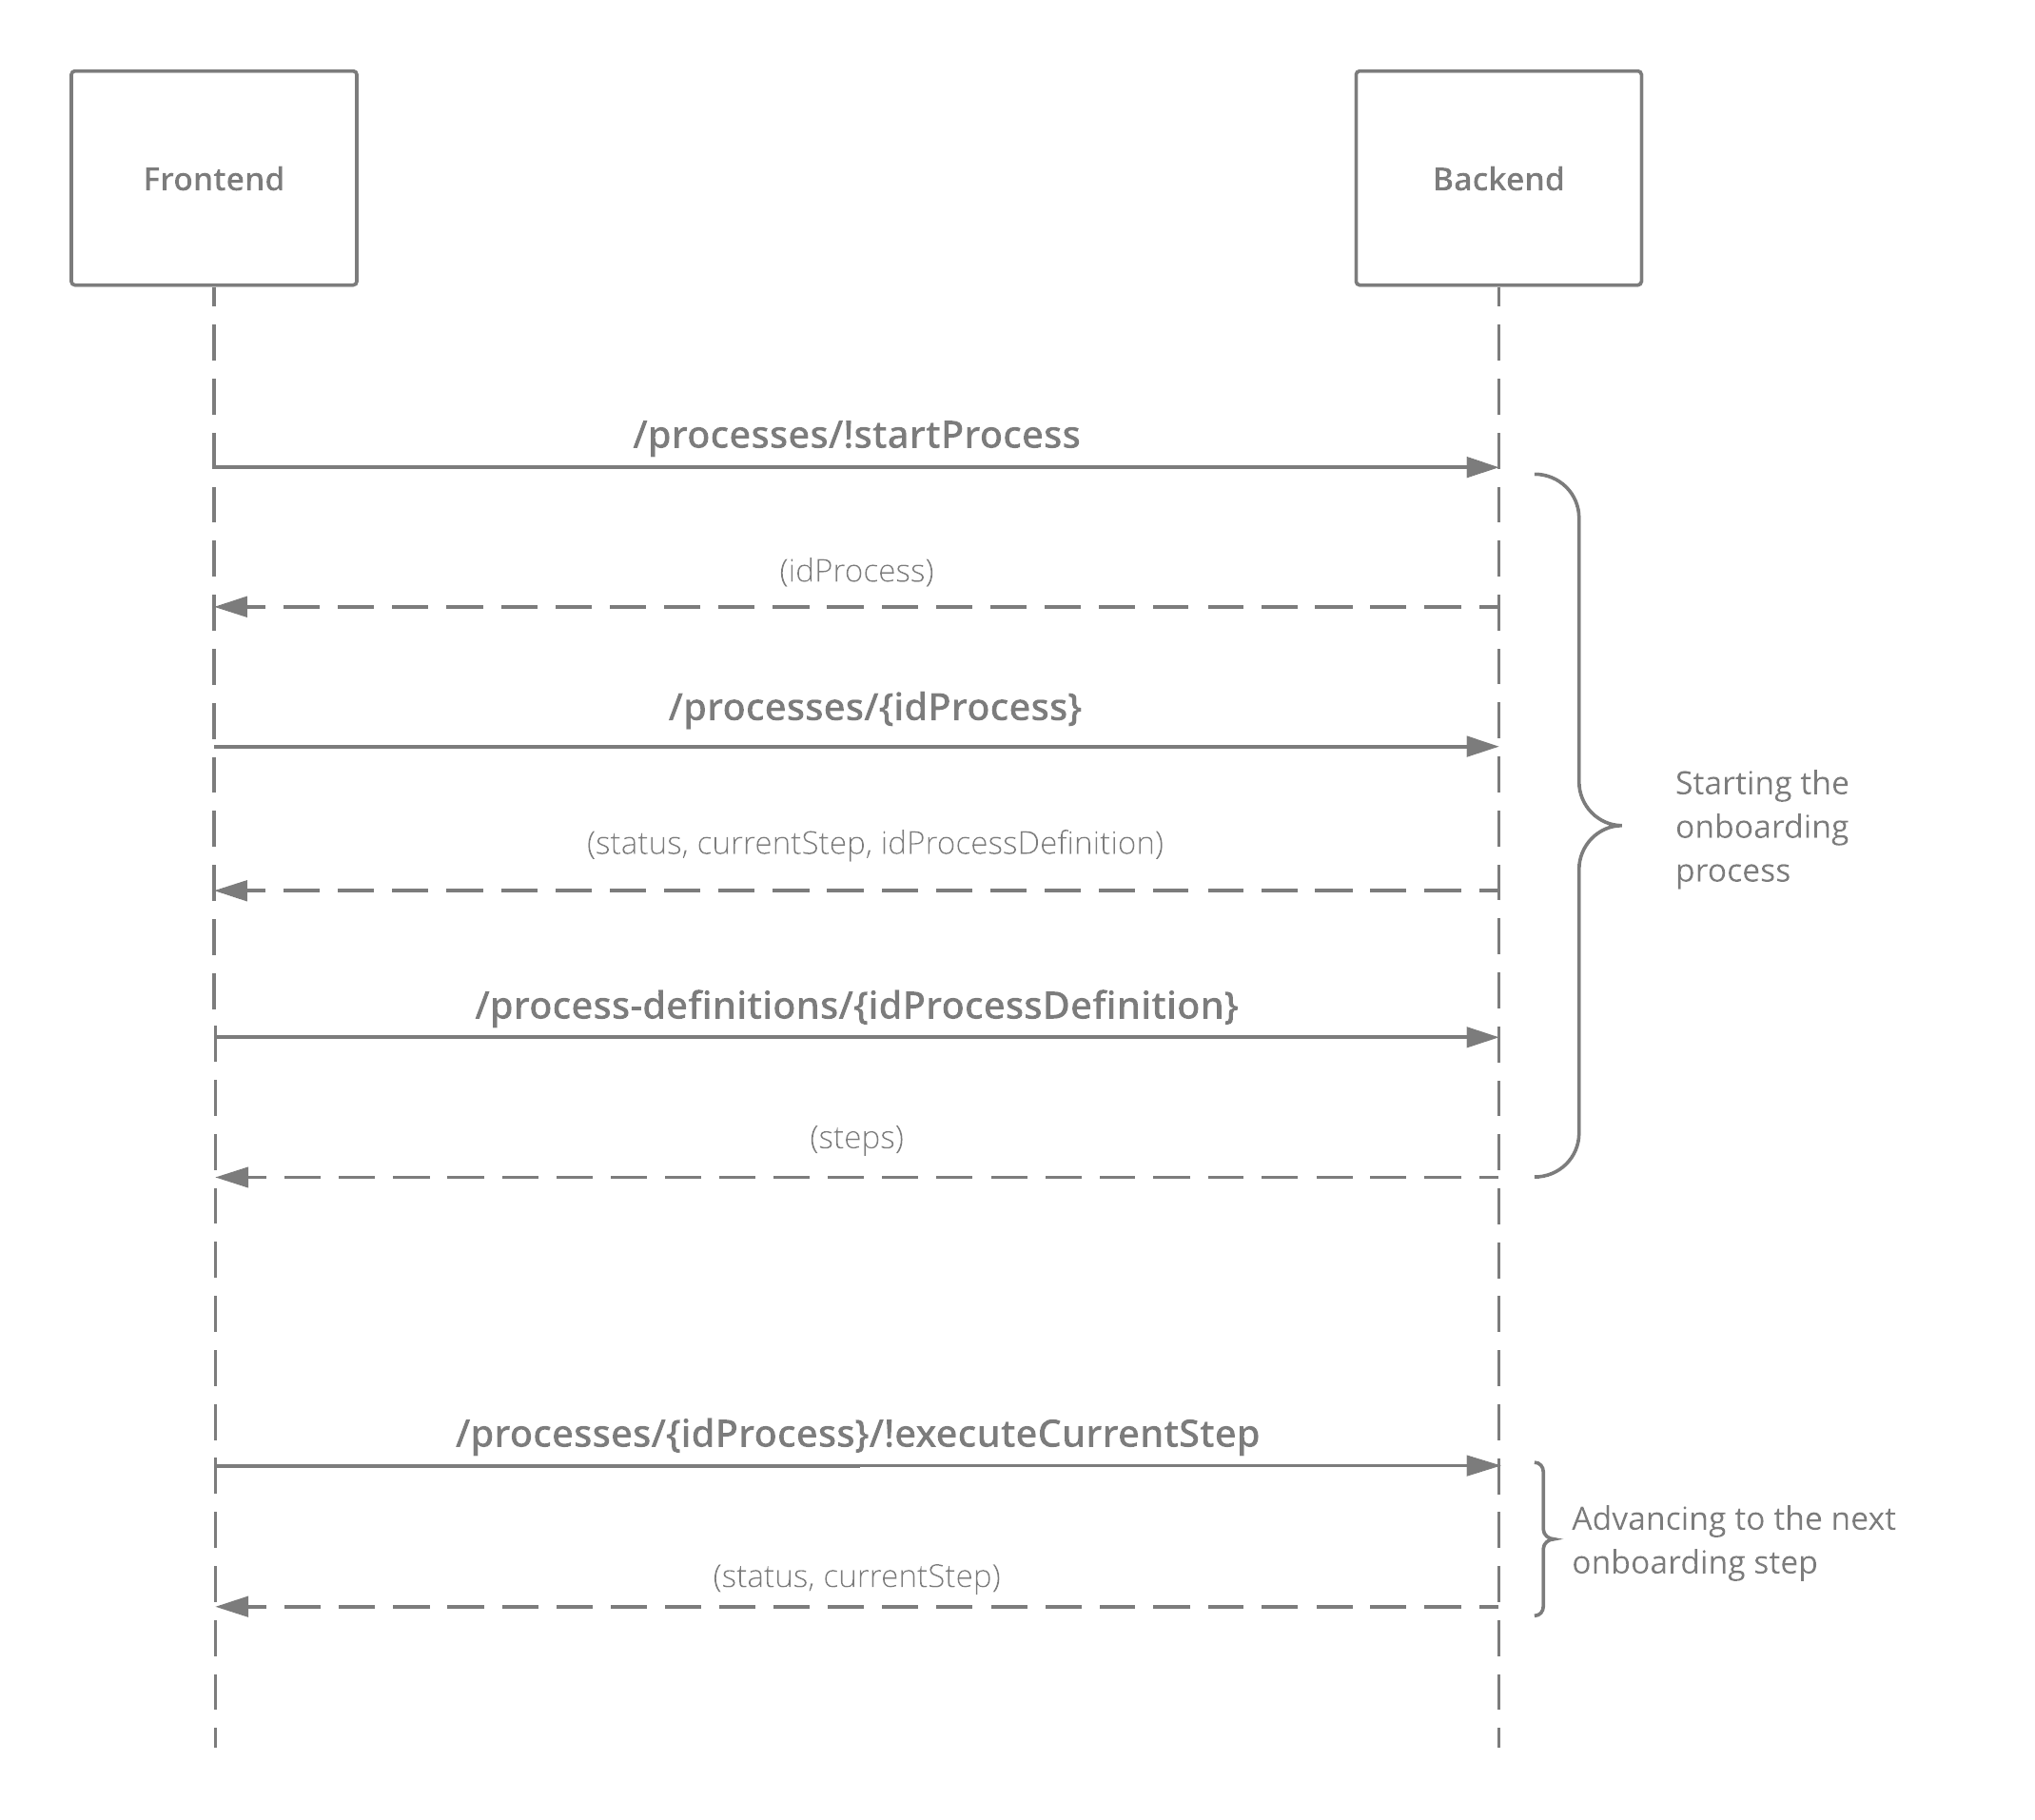 Frontend
Backend
/processes/!startProcess
(idProcess)
/processes/{idProcess}
(status, currentStep, idProcessDefinition)
Starting the
onboarding
process
/process-definitions/{idProcessDefinition}
(steps)
/processes/{idProcess}/!executeCurrentStep
(status, currentStep)
Advancing to the next
onboarding step